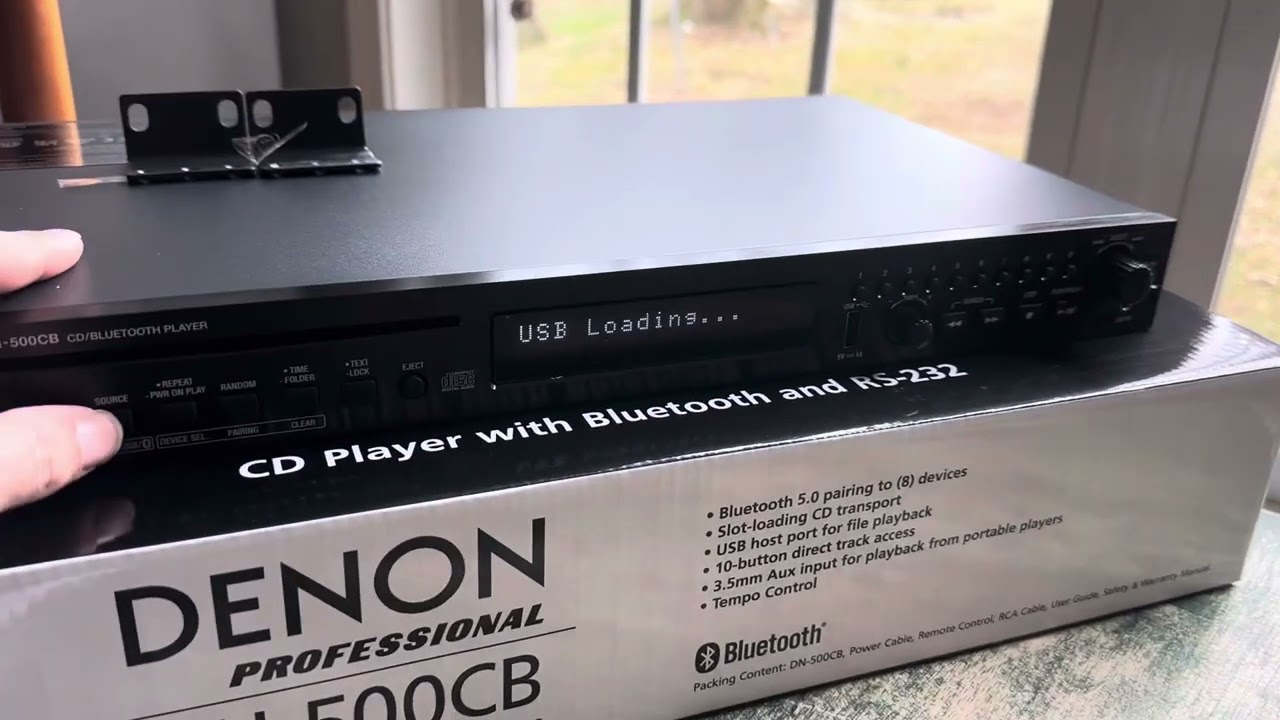 -500CB CD/BLUETOOTH PLAYER
USB Loading...
SOURCE
•REPEAT
-PWR ON PLAY
RANDOM
•TIME
-FOLDER
•TEXT
-LOCK
EJECT
DEVICE SEL.
PAIRING
CLEAR
CD Player with Bluetooth and RS-232
DENON
PROFESSIONAL
500CB
• Bluetooth 5.0 pairing to (8) devices
• Slot-loading CD transport
• USB host port for file playback
• 10-button direct track access
• 3.5mm Aux input for playback from portable players
• Tempo Control
Bluetooth®
Packing Content: DN-500CB, Power Cable, Remote Control, RCA Cable, User Guide, Safety & Warranty Manual.